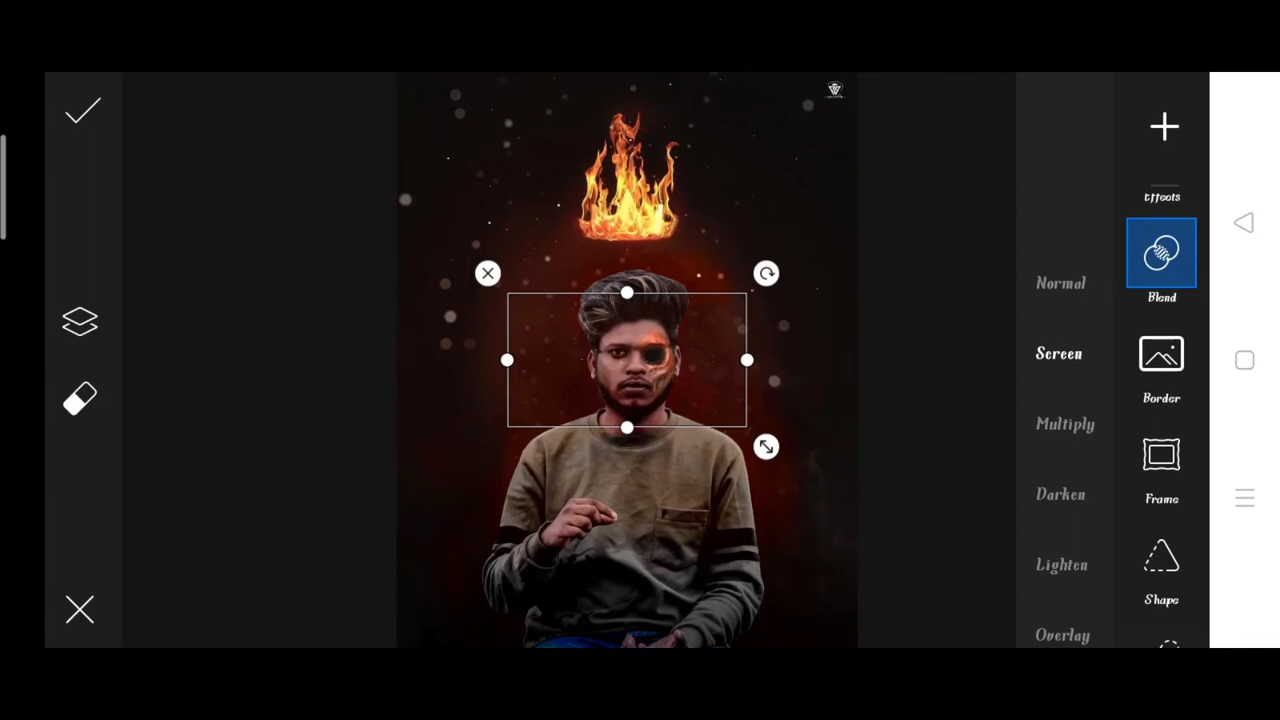 Effects
Blend
Border
Frame
Shape
Normal
Screen
Multiply
Darken
Lighten
Overlay